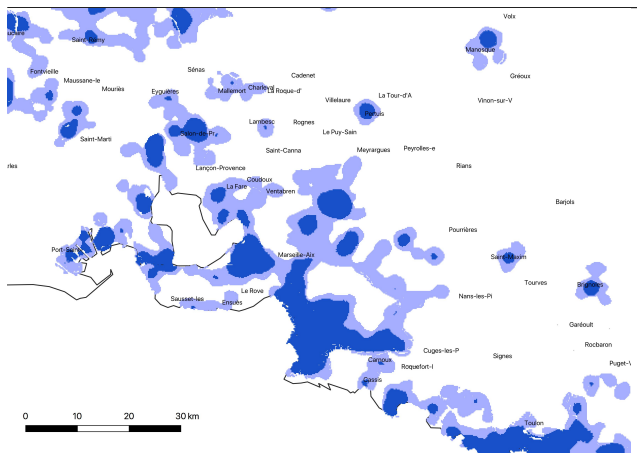 Volx
Saint-Remy
Manosque
Fontvieille
Sénas
Cadenet
Gréoux
Maussane-le
Mouriès
Eyguières
Mallemort
Charleval
La Roque-d'
Villelaure
La Tour-d'A
Vinon-sur-V
Pertuis
Lambesc
Rognes
Salon-de-Pr
Le Puy-Sain
Saint-Marti
Saint-Canna
Meyrargues
Peyrolles-e
rles
Lançon-Provence
Rians
Coudoux
La Fare
Ventabren
Barjols
Pourrières
Port-Saint
Marseille-Aix
Saint-Maxim
Tourves
Brignoles
Le Rove
Sausset-les
Ensuès
Nans-les-Pi
Garéoult
Rocbaron
Cuges-les-P
Signes
Carnoux
Roquefort-l
Puget-V
Cassis
Toulon
0 10 20 30 km